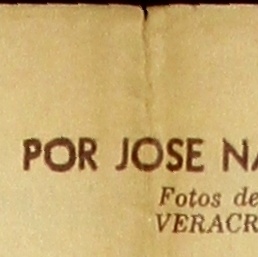 POR JOSE NA
Fotos de
VERACR